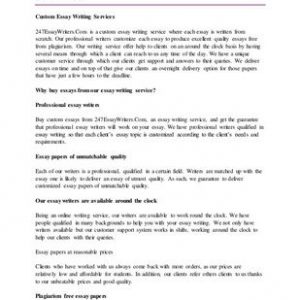 Custom Essay Writing Services
247EssayWriters.Com is a custom essay writing service where each essay is written from
scratch. Our professional writers customize each essay to produce excellent quality essays free
from plagiarism. Our writing service offer help to clients on an around the clock basis by having
several means through which a client can reach to us any time of the day. We have a unique
customer service through which our clients get support and answers to their queries. We deliver
essays on time and on top of that give our clients an overnight delivery option for those papers
that have just a few hours to the deadline.
Why buy essays from our essay writing service?
Professional essay writers
Buy custom essays from 247EssayWriters.Com, and get the guarantee
that professional essay writers will work on your essay. We have professional writers qualified in
writing so that each client's essay topic is customized according to the client's needs and
requirements.
Essay papers of unmatchable quality
Each of our writers is a professional, qualified in a certain field. Writers are matched up with the
essay one is likely to deliver an essay of utmost quality. As such, we guarantee to deliver
customized essay papers of unmatchable quality.
Our essay writers are available around the clock
Being an online writing service, our writers are available to work round the clock. We have
people qualified in many backgrounds to help you with your essay writing. We not only have
writers available but our customer support system works in shifts, working around the clock to
help our clients with their queries.
Essay papers at reasonable prices
Clients who have worked with us always come back with more orders, as our prices are
relatively low and affordable for students. In addition, our clients refer others clients to us thanks
to our unbeatable prices and good quality of essays.
Plagiarism free essay papers